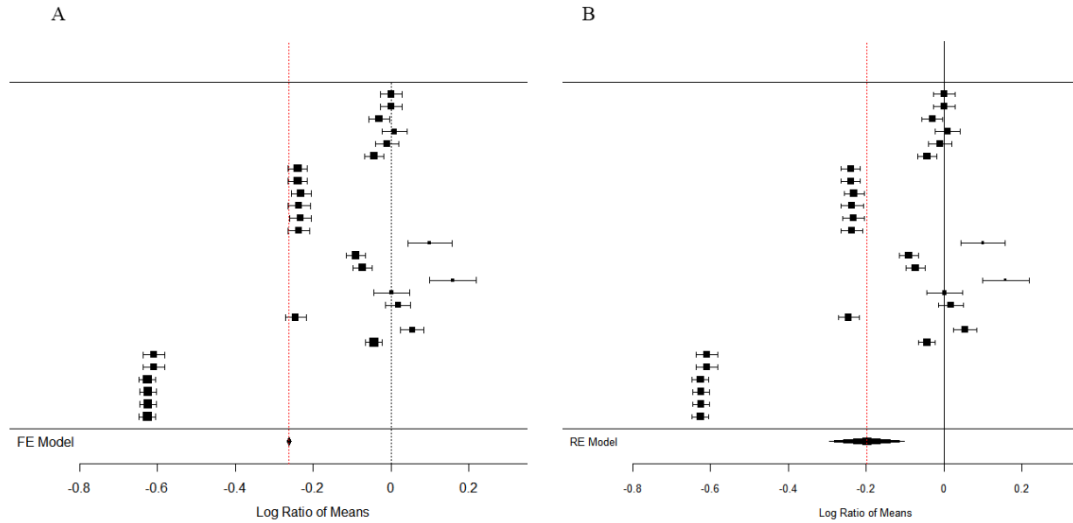 A
B
FE Model
-0.8 -0.6 -0.4 -0.2 0 0.2
Log Ratio of Means
RE Model
-0.8 -0.6 -0.4 -0.2 0 0.2
Log Ratio of Means